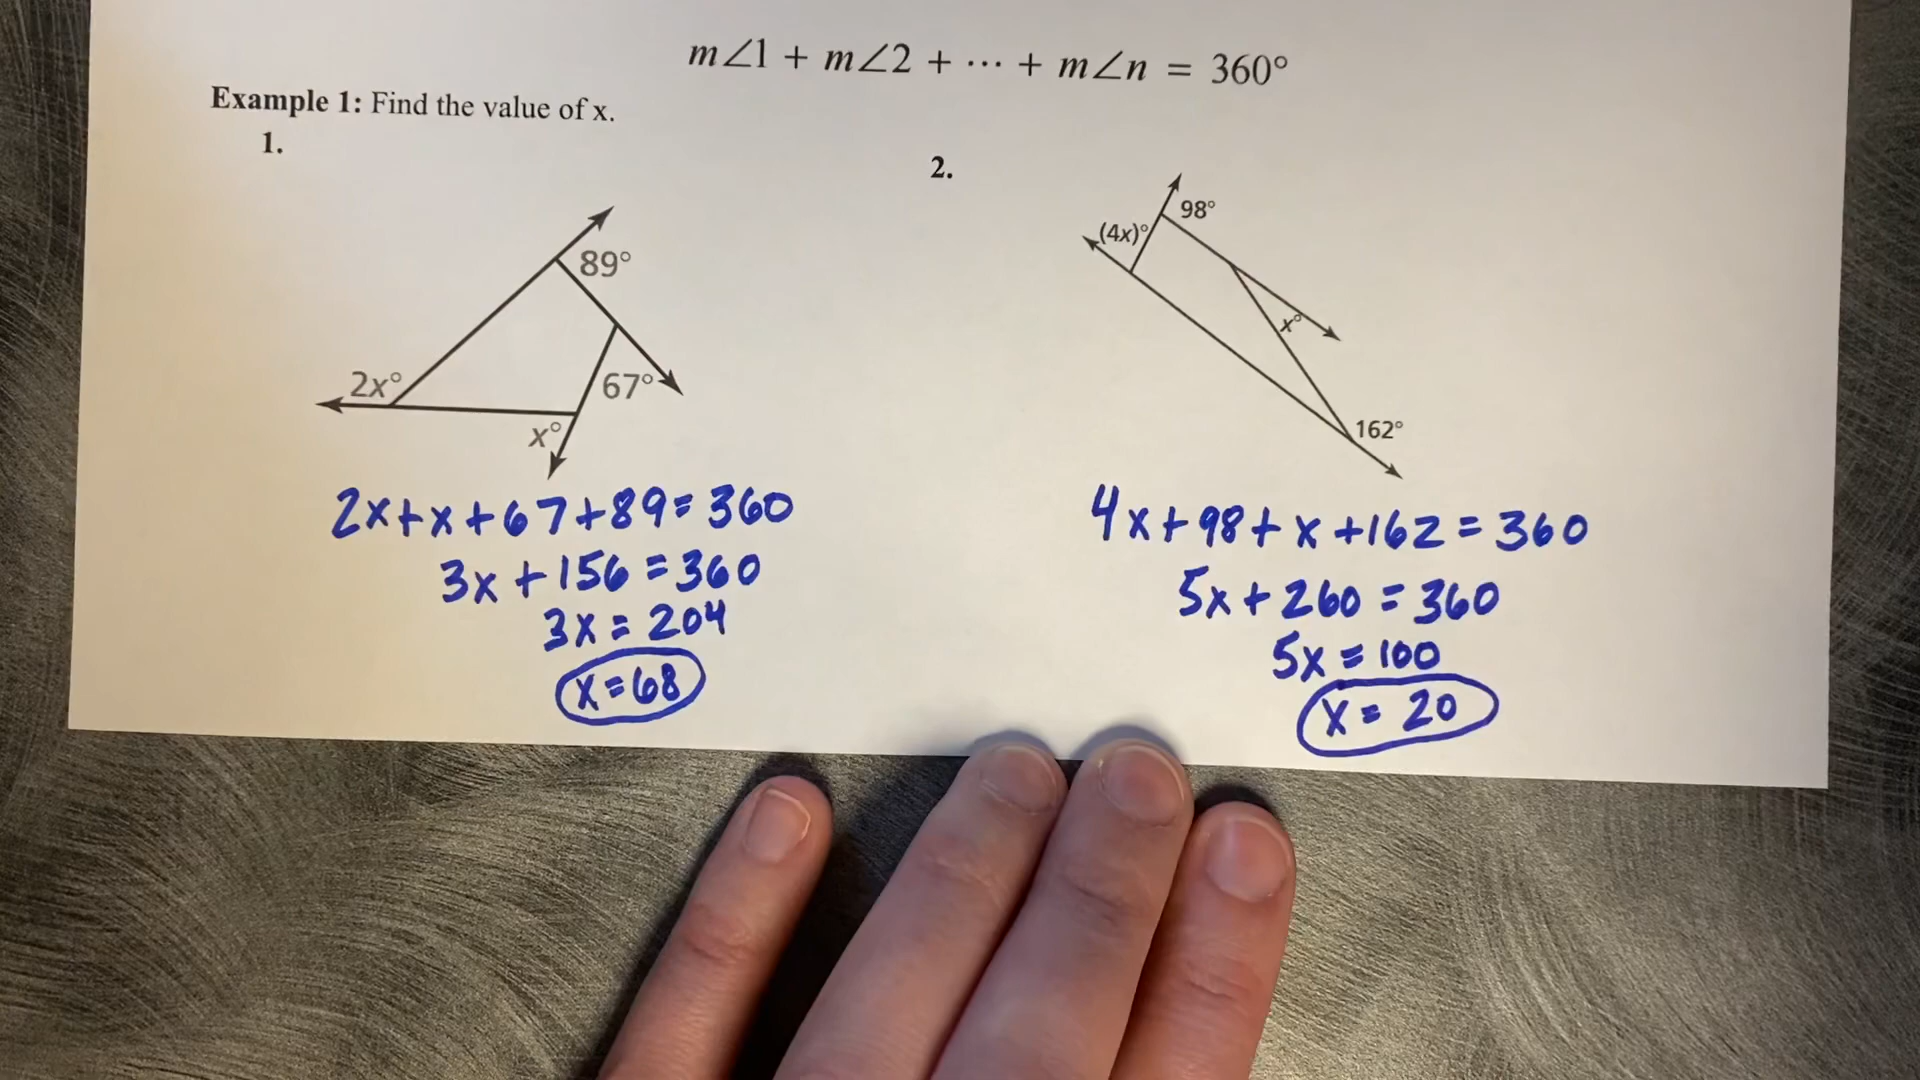 m∠1 + m∠2 + ⋯ + m∠n = 360°
Example 1: Find the value of x.
1.
89°
2x°
67°
x°
2x+x+67+89=360
3x+156=360
3x=204
x=68
2.
98°
(4x)°
x°
162°
4x+98+x+162=360
5x+260=360
5x=100
x=20